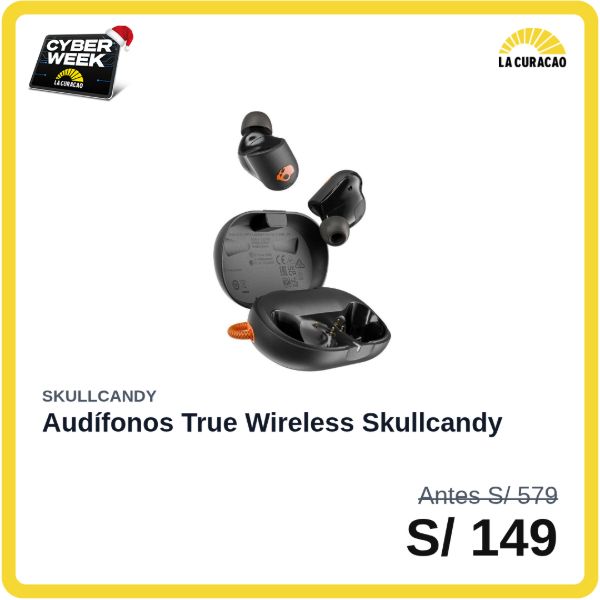 CYBER
WEEK
LA CURACAO
LA CURACAO
SKULLCANDY
Audífonos True Wireless Skullcandy
Antes S/ 579
S/ 149